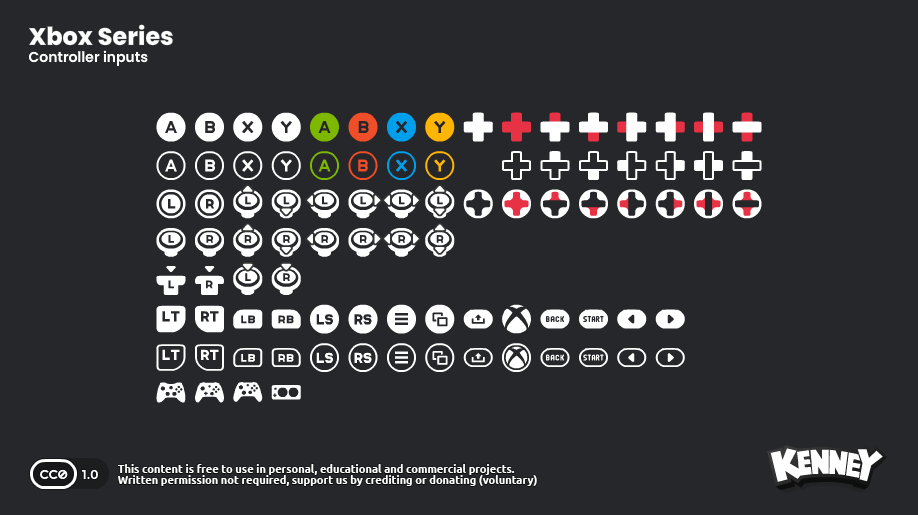 Xbox Series
Controller inputs
A B X Y A B X Y
A B X Y A B X Y
L R L L L L L L
L R R R R R R R
L R L R
LT RT LB RB LS RS BACK START
LT RT LB RB LS RS BACK START
CC0 1.0
This content is free to use in personal, educational and commercial projects.
Written permission not required, support us by crediting or donating (voluntary)
KENNEY